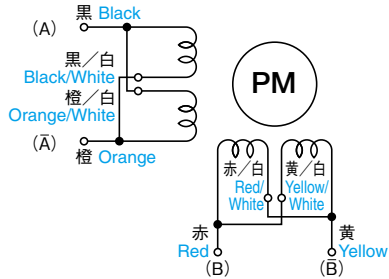 黒 Black
(A)
黒／白
Black/White
橙／白
Orange/White
(Ā)
橙 Orange
PM
赤／白
Red/
White
黄／白
Yellow/
White
赤
Red
(B)
黄
Yellow
(B̄)